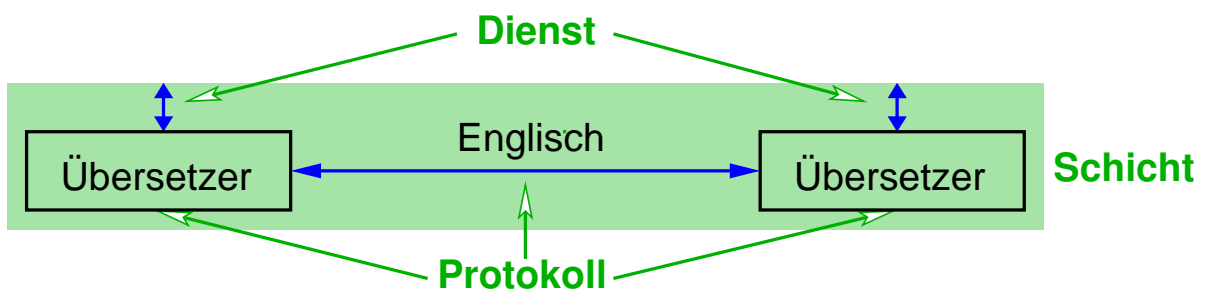 Dienst
Englisch
Übersetzer
Übersetzer
Schicht
Protokoll